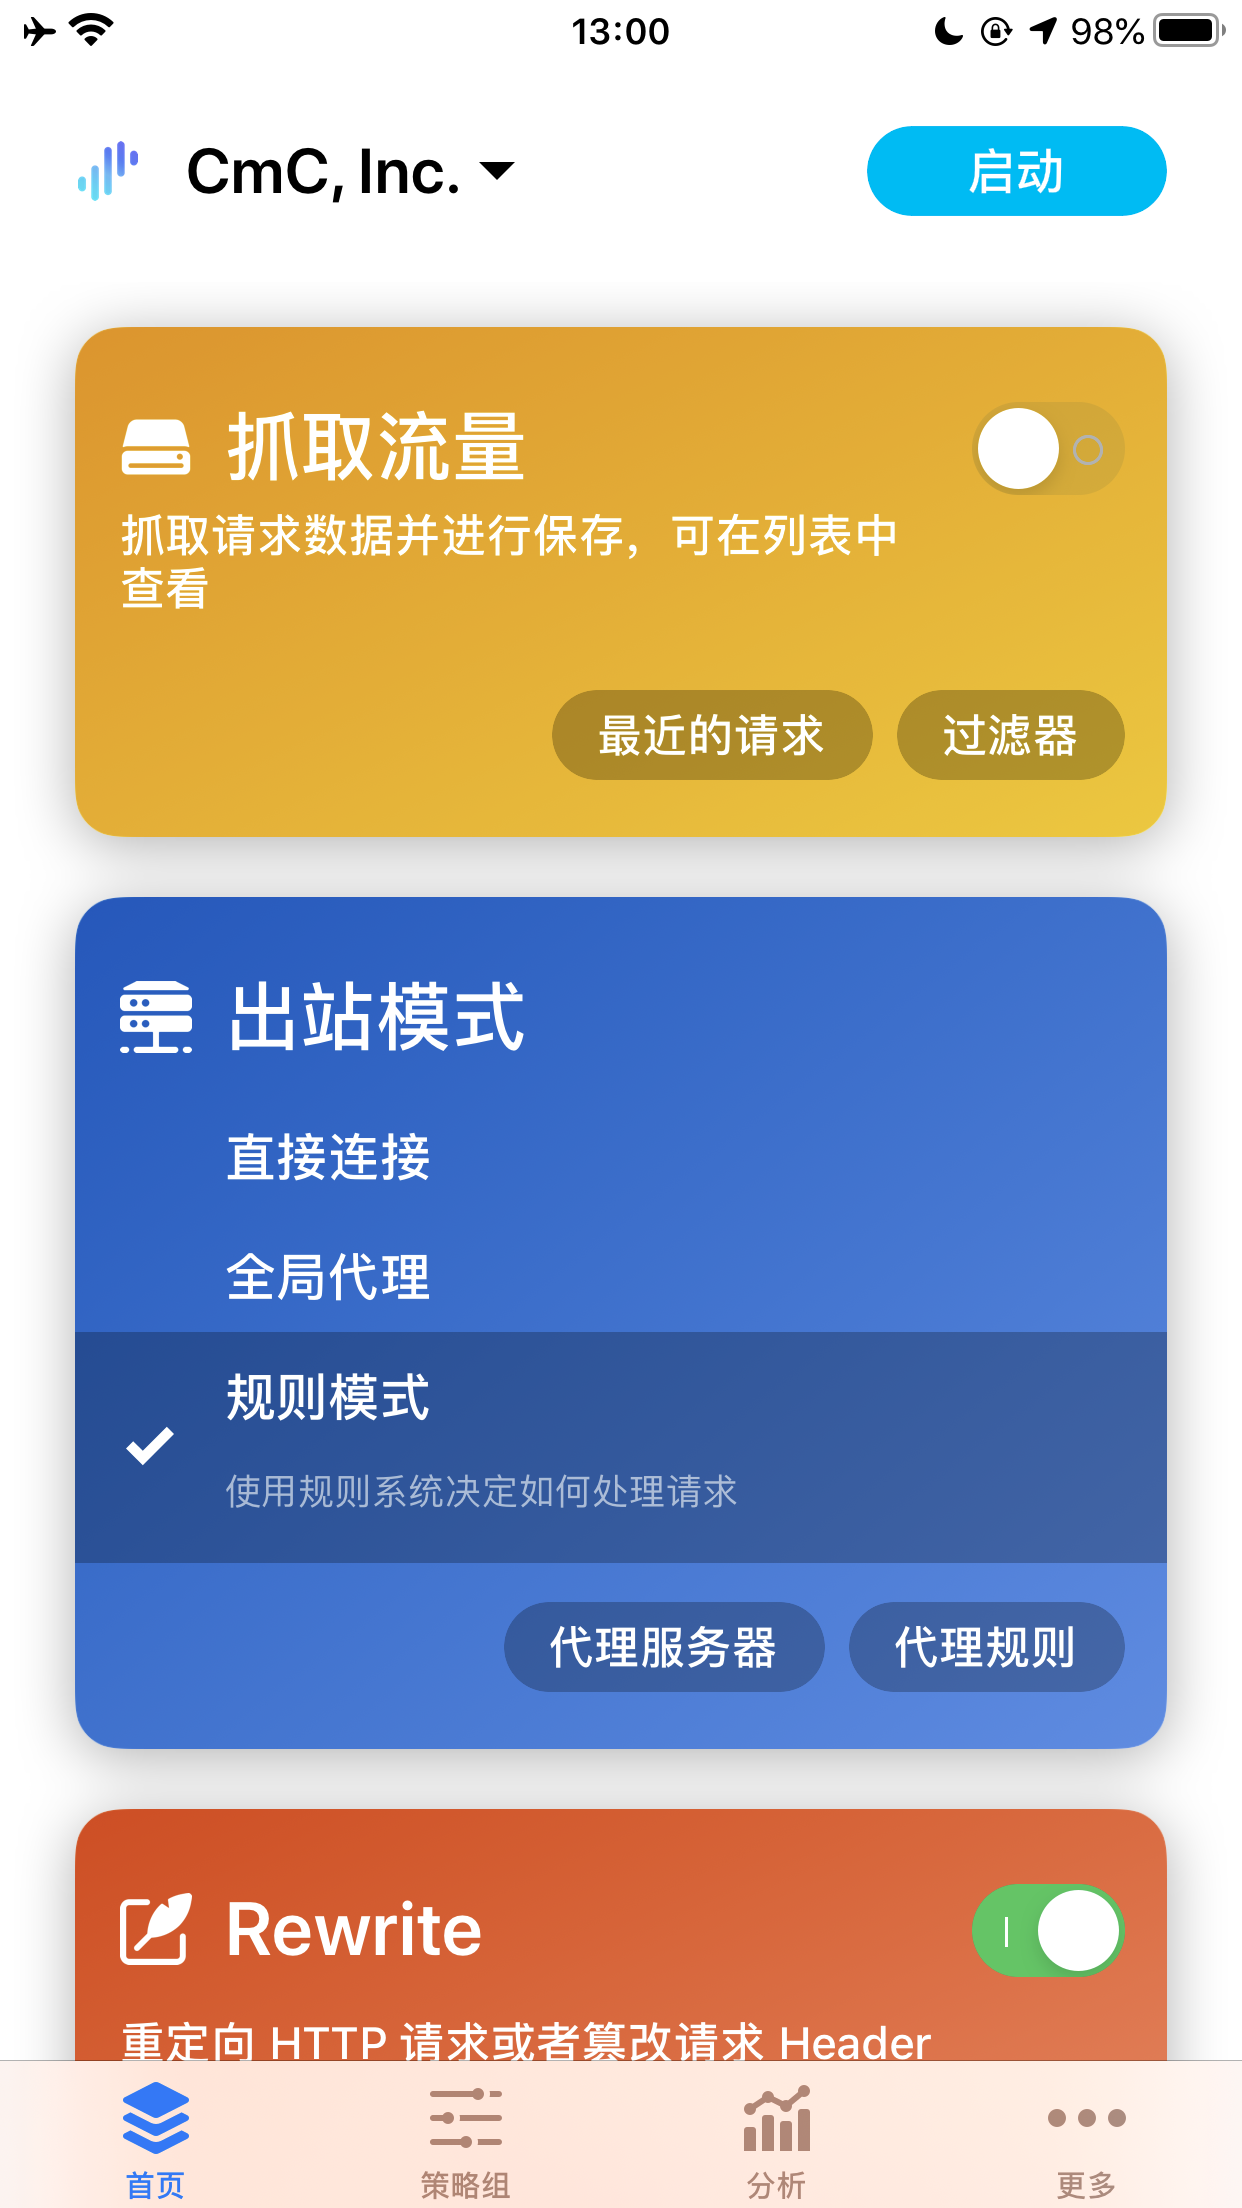 13:00
98%
CmC, Inc.
启动
抓取流量
抓取请求数据并进行保存，可在列表中
查看
最近的请求
过滤器
出站模式
直接连接
全局代理
规则模式
使用规则系统决定如何处理请求
代理服务器
代理规则
Rewrite
重定向 HTTP 请求或者篡改请求 Header
首页
策略组
分析
更多